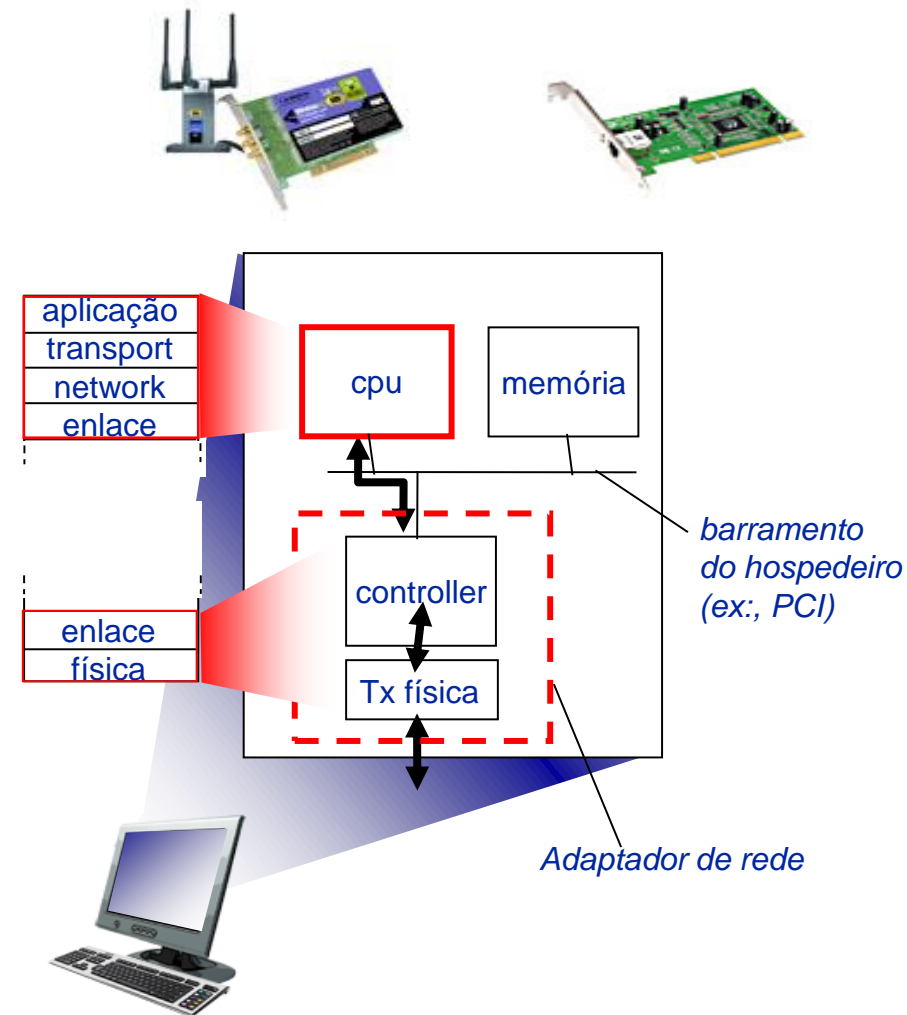 aplicação
transport
network
enlace
cpu
memória
barramento
do hospedeiro
(ex:, PCI)
controller
enlace
física
Tx física
Adaptador de rede